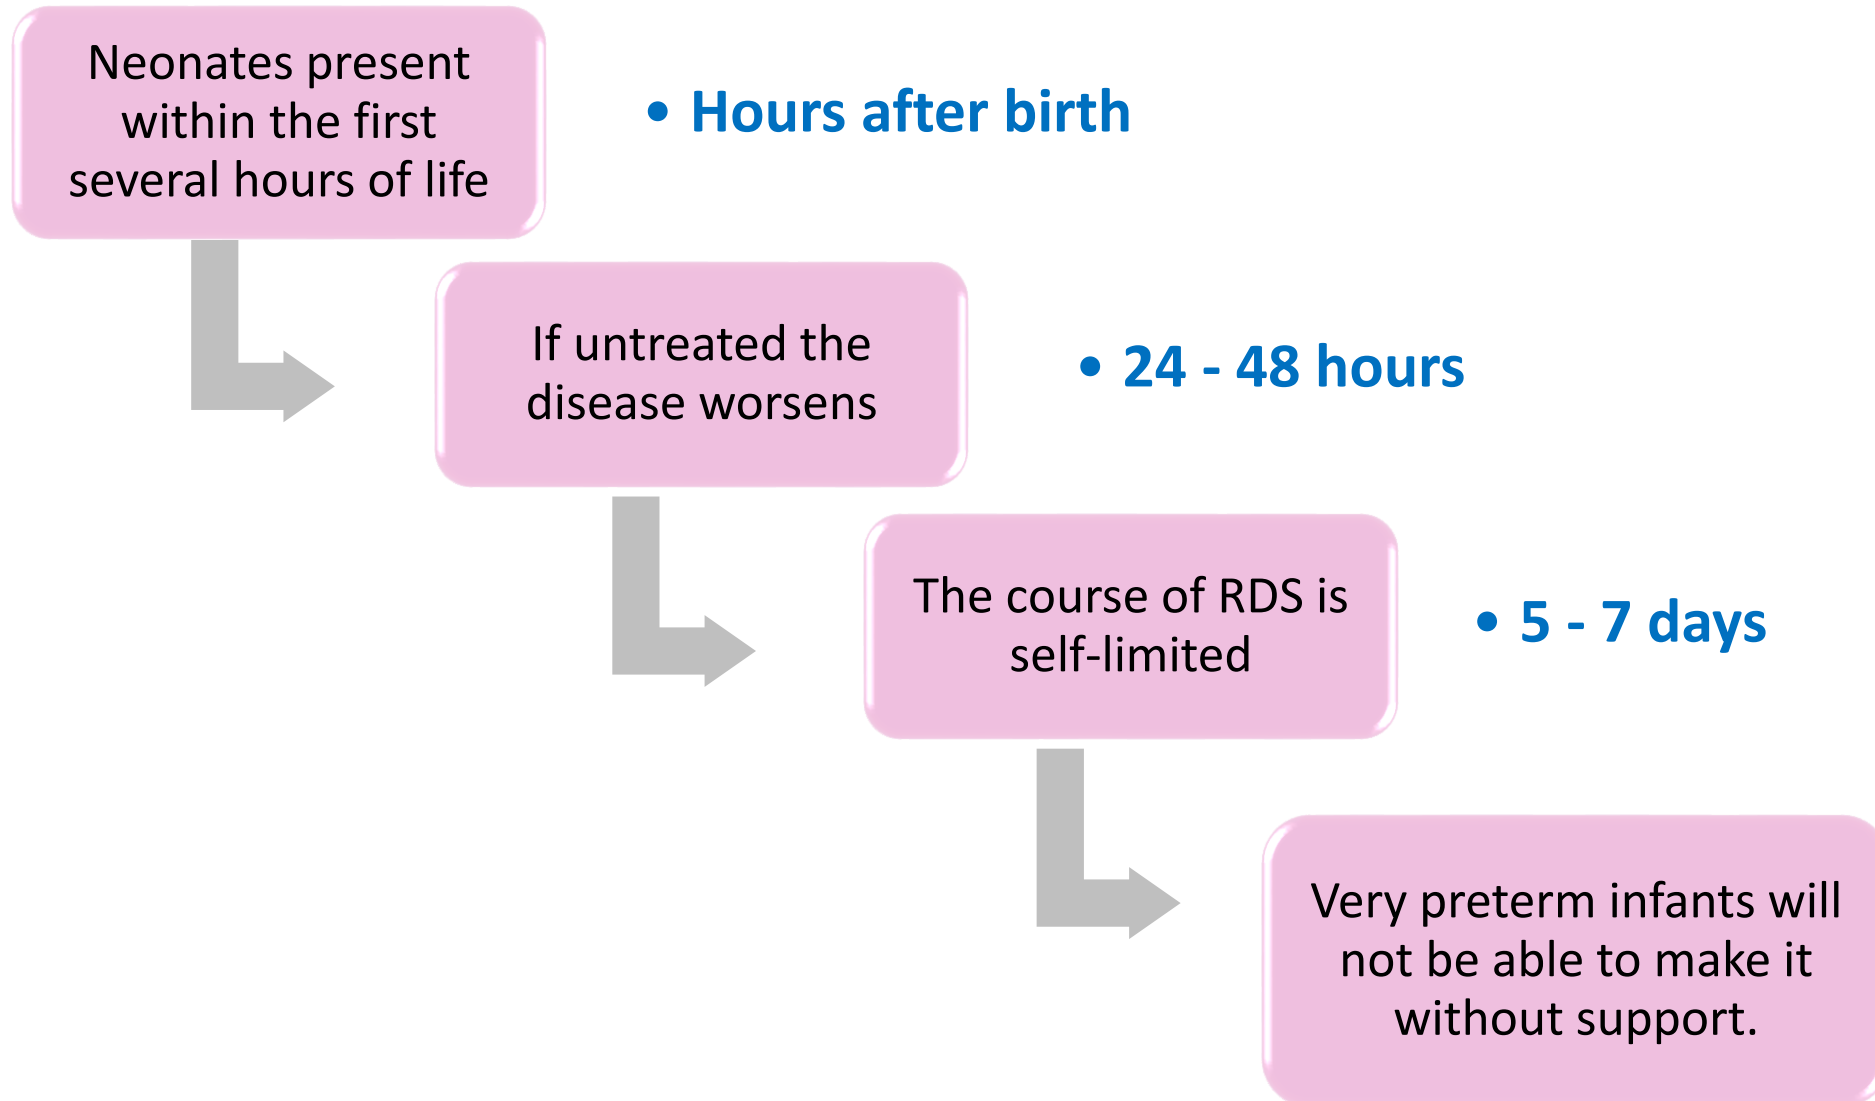 Neonates present
within the first
several hours of life
• Hours after birth
If untreated the
disease worsens
• 24 - 48 hours
The course of RDS is
self-limited
• 5 - 7 days
Very preterm infants will
not be able to make it
without support.